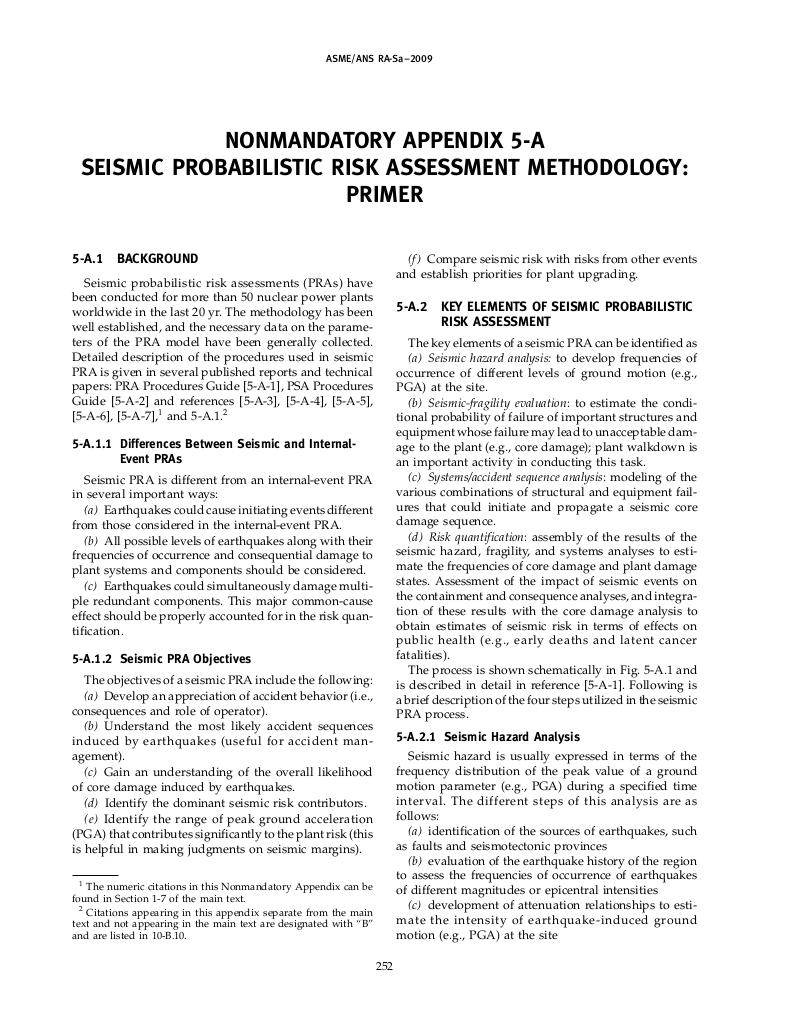 ASME/ANS RA-Sa–2009
NONMANDATORY APPENDIX 5-A
SEISMIC PROBABILISTIC RISK ASSESSMENT METHODOLOGY:
PRIMER
5-A.1 BACKGROUND
Seismic probabilistic risk assessments (PRAs) have
been conducted for more than 50 nuclear power plants
worldwide in the last 20 yr. The methodology has been
well established, and the necessary data on the parame-
ters of the PRA model have been generally collected.
Detailed description of the procedures used in seismic
PRA is given in several published reports and technical
papers: PRA Procedures Guide [5-A-1], PSA Procedures
Guide [5-A-2] and references [5-A-3], [5-A-4], [5-A-5],
[5-A-6], [5-A-7],1 and 5-A.1.2
5-A.1.1 Differences Between Seismic and Internal-
Event PRAs
Seismic PRA is different from an internal-event PRA
in several important ways:
(a) Earthquakes could cause initiating events different
from those considered in the internal-event PRA.
(b) All possible levels of earthquakes along with their
frequencies of occurrence and consequential damage to
plant systems and components should be considered.
(c) Earthquakes could simultaneously damage multi-
ple redundant components. This major common-cause
effect should be properly accounted for in the risk quan-
tification.
5-A.1.2 Seismic PRA Objectives
The objectives of a seismic PRA include the following:
(a) Develop an appreciation of accident behavior (i.e.,
consequences and role of operator).
(b) Understand the most likely accident sequences
induced by earthquakes (useful for accident man-
agement).
(c) Gain an understanding of the overall likelihood
of core damage induced by earthquakes.
(d) Identify the dominant seismic risk contributors.
(e) Identify the range of peak ground acceleration
(PGA) that contributes significantly to the plant risk (this
is helpful in making judgments on seismic margins).
1 The numeric citations in this Nonmandatory Appendix can be
found in Section 1-7 of the main text.
2 Citations appearing in this appendix separate from the main
text and not appearing in the main text are designated with “B”
and are listed in 10-B.10.
(f) Compare seismic risk with risks from other events
and establish priorities for plant upgrading.
5-A.2 KEY ELEMENTS OF SEISMIC PROBABILISTIC
RISK ASSESSMENT
The key elements of a seismic PRA can be identified as
(a) Seismic hazard analysis: to develop frequencies of
occurrence of different levels of ground motion (e.g.,
PGA) at the site.
(b) Seismic-fragility evaluation: to estimate the condi-
tional probability of failure of important structures and
equipment whose failure may lead to unacceptable dam-
age to the plant (e.g., core damage); plant walkdown is
an important activity in conducting this task.
(c) Systems/accident sequence analysis: modeling of the
various combinations of structural and equipment fail-
ures that could initiate and propagate a seismic core
damage sequence.
(d) Risk quantification: assembly of the results of the
seismic hazard, fragility, and systems analyses to esti-
mate the frequencies of core damage and plant damage
states. Assessment of the impact of seismic events on
the containment and consequence analyses, and integra-
tion of these results with the core damage analysis to
obtain estimates of seismic risk in terms of effects on
public health (e.g., early deaths and latent cancer
fatalities).
The process is shown schematically in Fig. 5-A.1 and
is described in detail in reference [5-A-1]. Following is
a brief description of the four steps utilized in the seismic
PRA process.
5-A.2.1 Seismic Hazard Analysis
Seismic hazard is usually expressed in terms of the
frequency distribution of the peak value of a ground
motion parameter (e.g., PGA) during a specified time
interval. The different steps of this analysis are as
follows:
(a) identification of the sources of earthquakes, such
as faults and seismotectonic provinces
(b) evaluation of the earthquake history of the region
to assess the frequencies of occurrence of earthquakes
of different magnitudes or epicentral intensities
(c) development of attenuation relationships to esti-
mate the intensity of earthquake-induced ground
motion (e.g., PGA) at the site
252